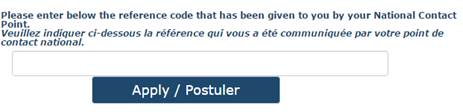 Please enter below the reference code that has been given to you by your National Contact
Point.
Veuillez indiquer ci-dessous la référence qui vous a été communiquée par votre point de
contact national.
Apply / Postuler